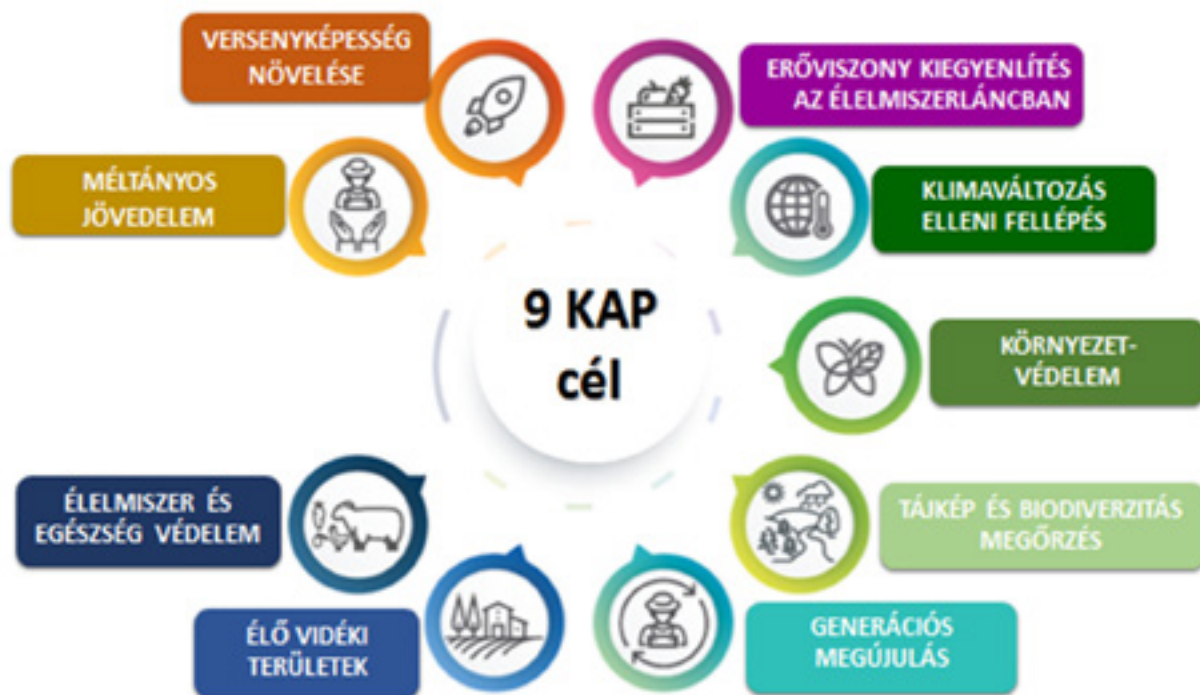 VERSENYKÉPESSÉG
NÖVELÉSE
ERŐVISZONY KIEGYENLÍTÉS
AZ ÉLELMISZERLÁNCBAN
MÉLTÁNYOS
JÖVEDELEM
KLIMAVÁLTOZÁS
ELLENI FELLÉPÉS
9 KAP
cél
KÖRNYEZET-
VÉDELEM
ÉLELMISZER ÉS
EGÉSZSÉG VÉDELEM
TÁJKÉP ÉS BIODIVERZITÁS
MEGŐRZÉS
ÉLŐ VIDÉKI
TERÜLETEK
GENERÁCIÓS
MEGÚJULÁS